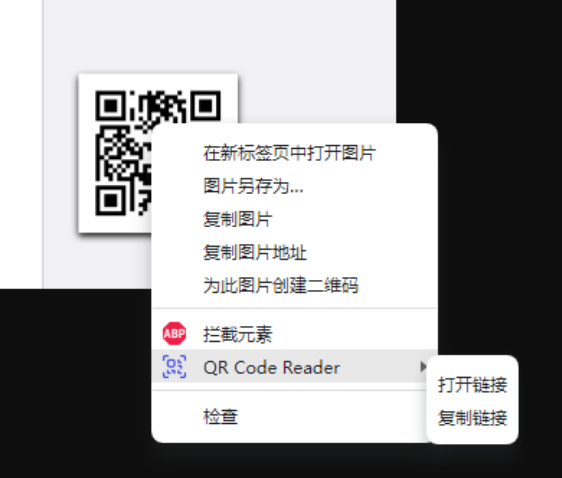 在新标签页中打开图片
图片另存为...
复制图片
复制图片地址
为此图片创建二维码
ABP 拦截元素
QR Code Reader
打开链接
复制链接
检查